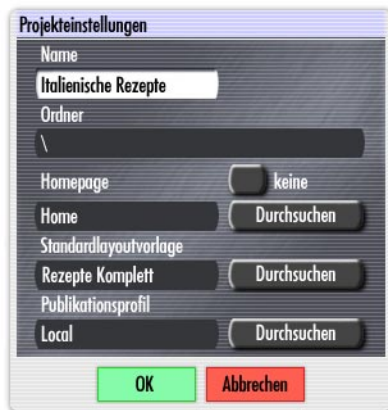 Projekteinstellungen
Name
Italienische Rezepte
Ordner
\
Homepage keine
Home Durchsuchen
Standardlayoutvorlage
Rezepte Komplett Durchsuchen
Publikationsprofil
Local Durchsuchen
OK Abbrechen